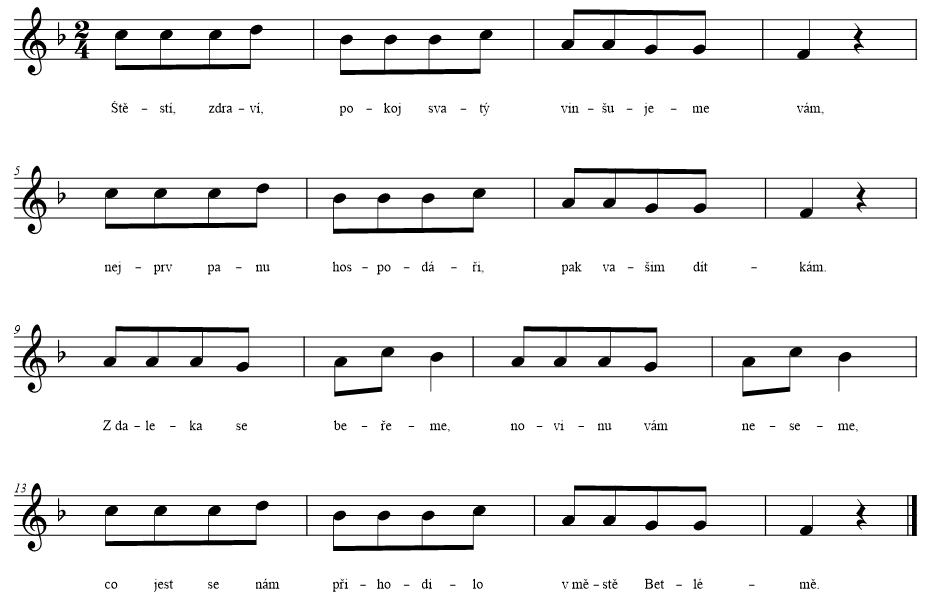 2 4
Ště – stí, zdra – ví, po – koj sva – tý vin – šu – je – me vám,
5
nej – prv pa – nu hos – po – dá – ři, pak va – šim dít – kám.
9
Z da – le – ka se be – ře – me, no – vi – nu vám ne – se – me,
13
co jest se nám při – ho – di – lo v mě – stě Bet – lé – mě.